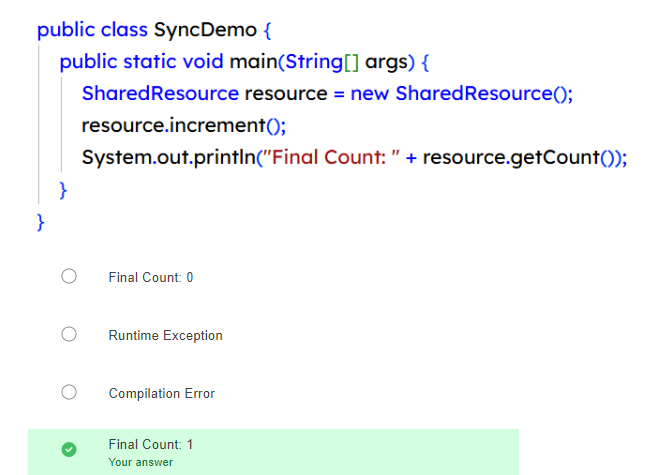 public class SyncDemo {
public static void main(String[] args) {
SharedResource resource = new SharedResource();
resource.increment();
System.out.println("Final Count: " + resource.getCount());
}
}
Final Count: 0
Runtime Exception
Compilation Error
Final Count: 1
Your answer